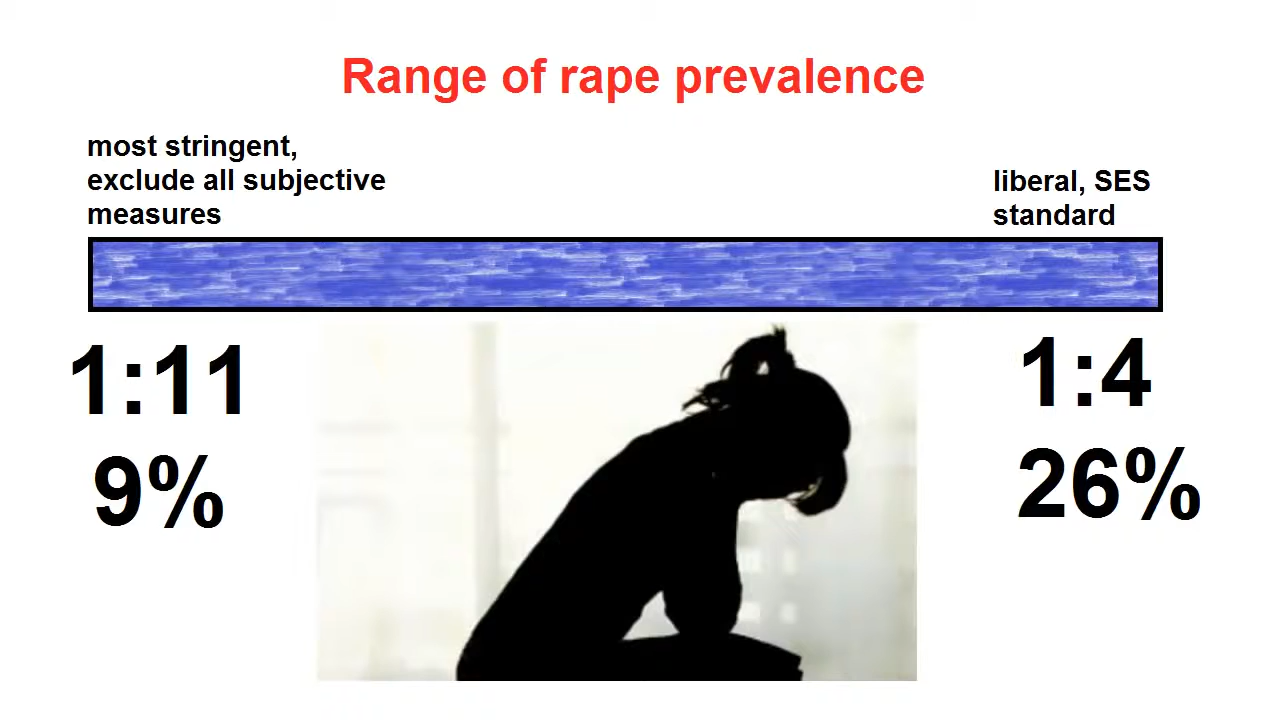 Range of rape prevalence
most stringent,
exclude all subjective
measures
liberal, SES
standard
1:11
9%
1:4
26%